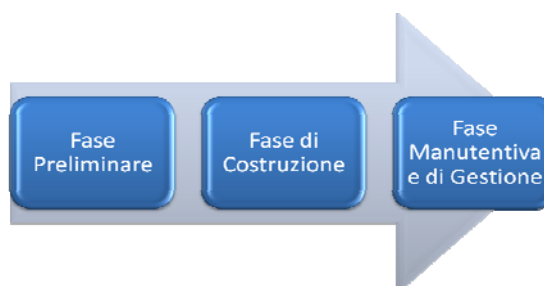 Fase
Preliminare
Fase di
Costruzione
Fase
Manutentiva
e di Gestione